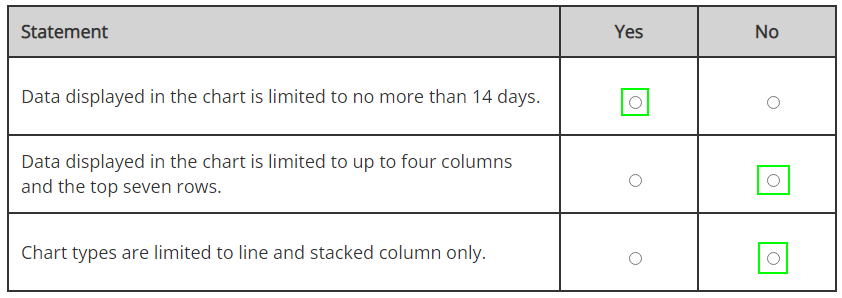 Statement Yes No
Data displayed in the chart is limited to no more than 14 days.
Data displayed in the chart is limited to up to four columns
and the top seven rows.
Chart types are limited to line and stacked column only.